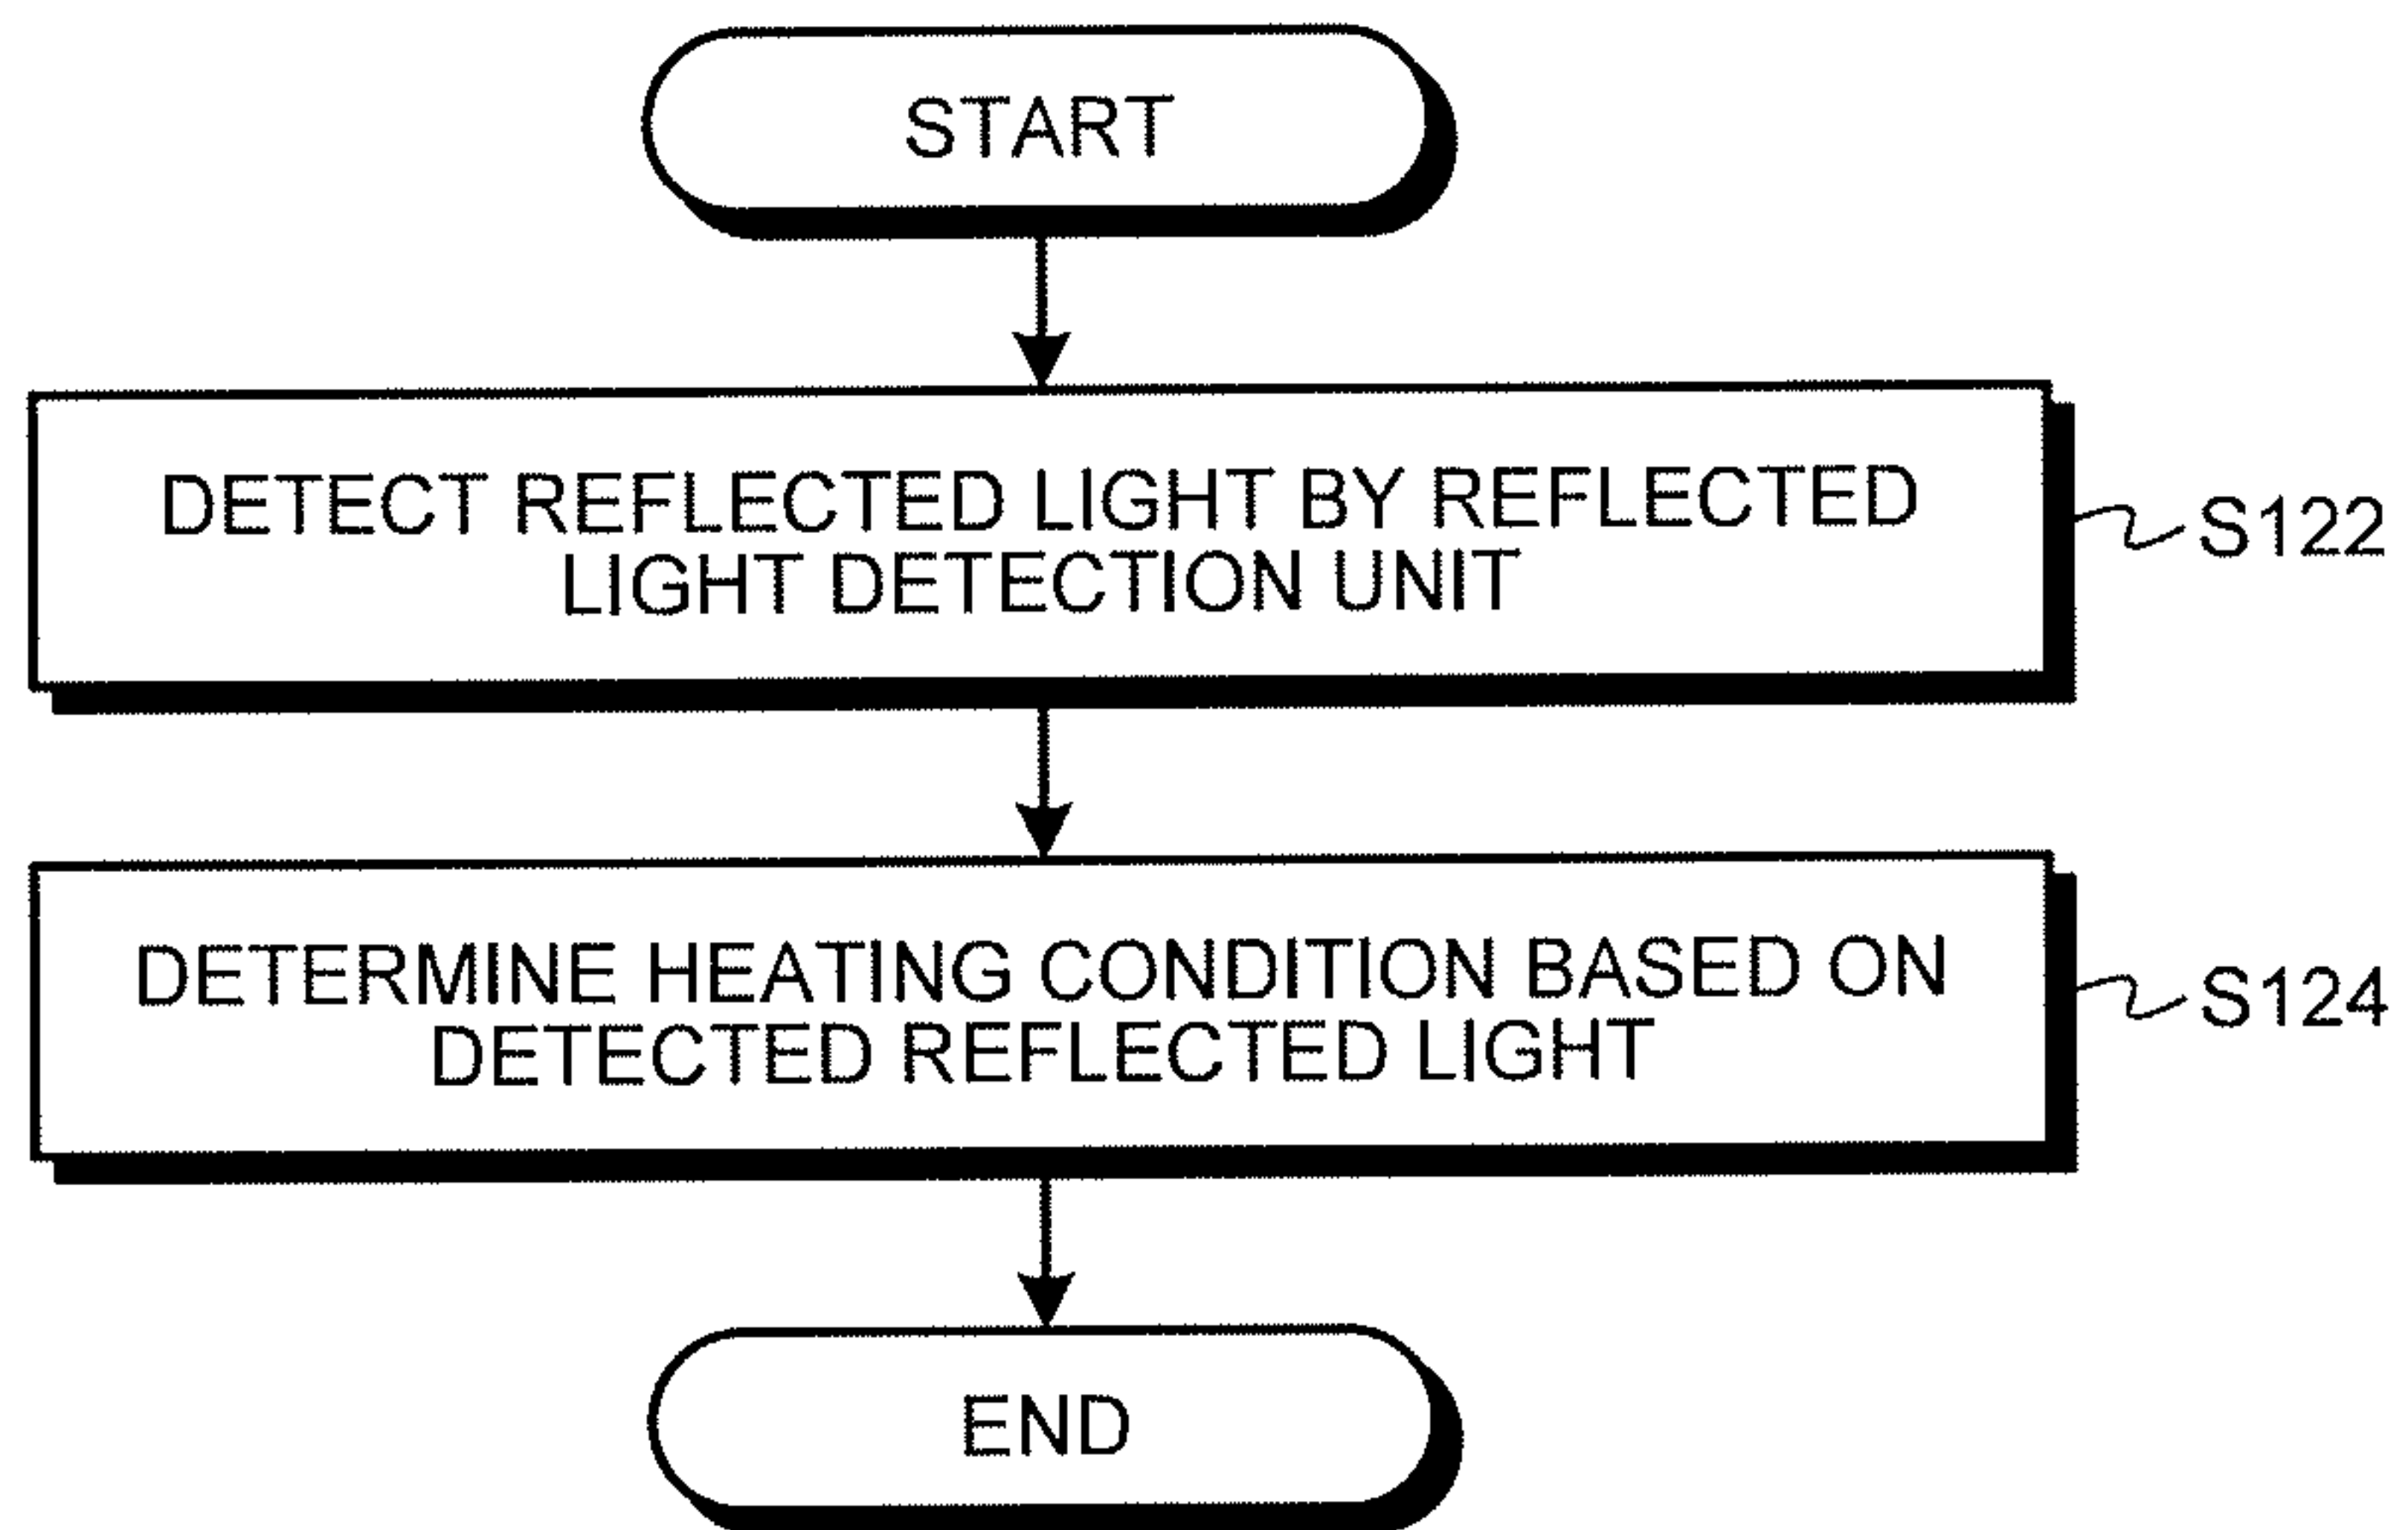 START
DETECT REFLECTED LIGHT BY REFLECTED
LIGHT DETECTION UNIT
S122
DETERMINE HEATING CONDITION BASED ON
DETECTED REFLECTED LIGHT
S124
END